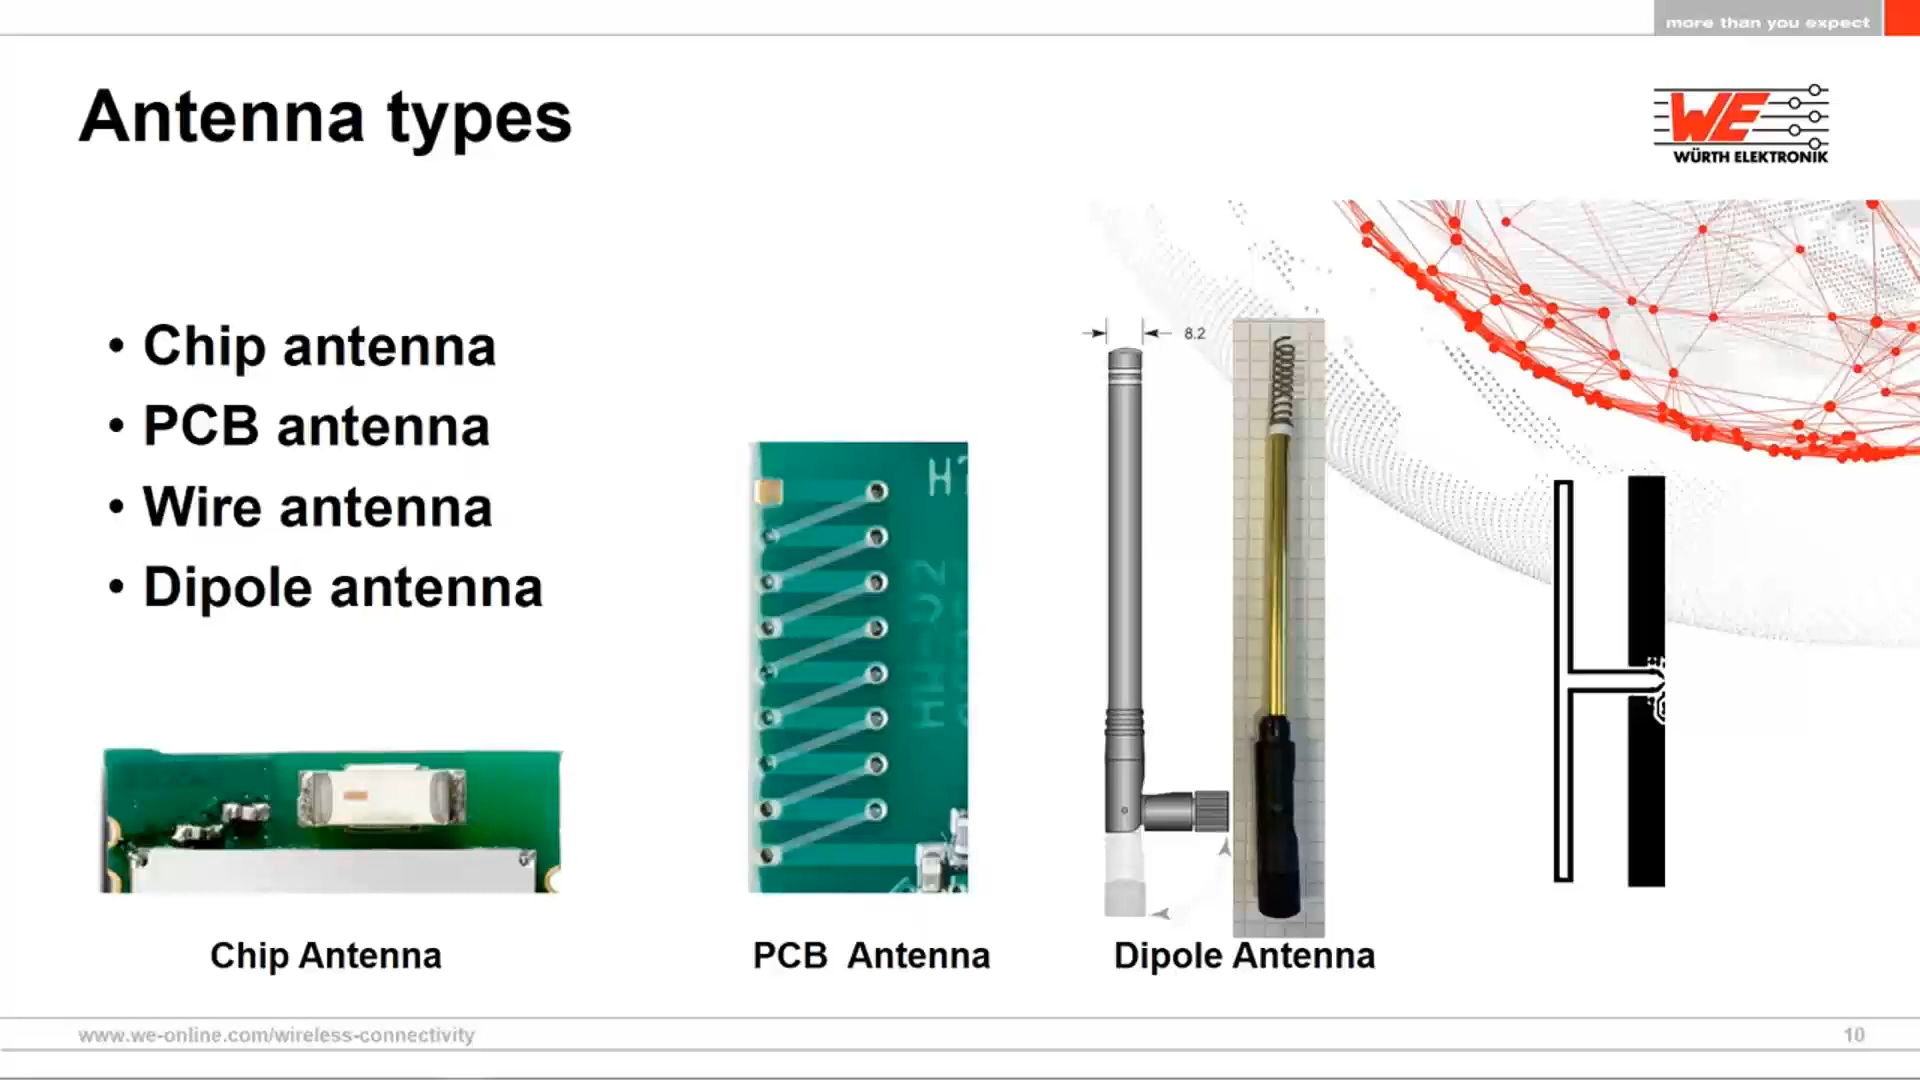 more than you expect
Antenna types
WE
WÜRTH ELEKTRONIK
• Chip antenna
• PCB antenna
• Wire antenna
• Dipole antenna
8.2
Chip Antenna
PCB Antenna
Dipole Antenna
www.we-online.com/wireless-connectivity
10